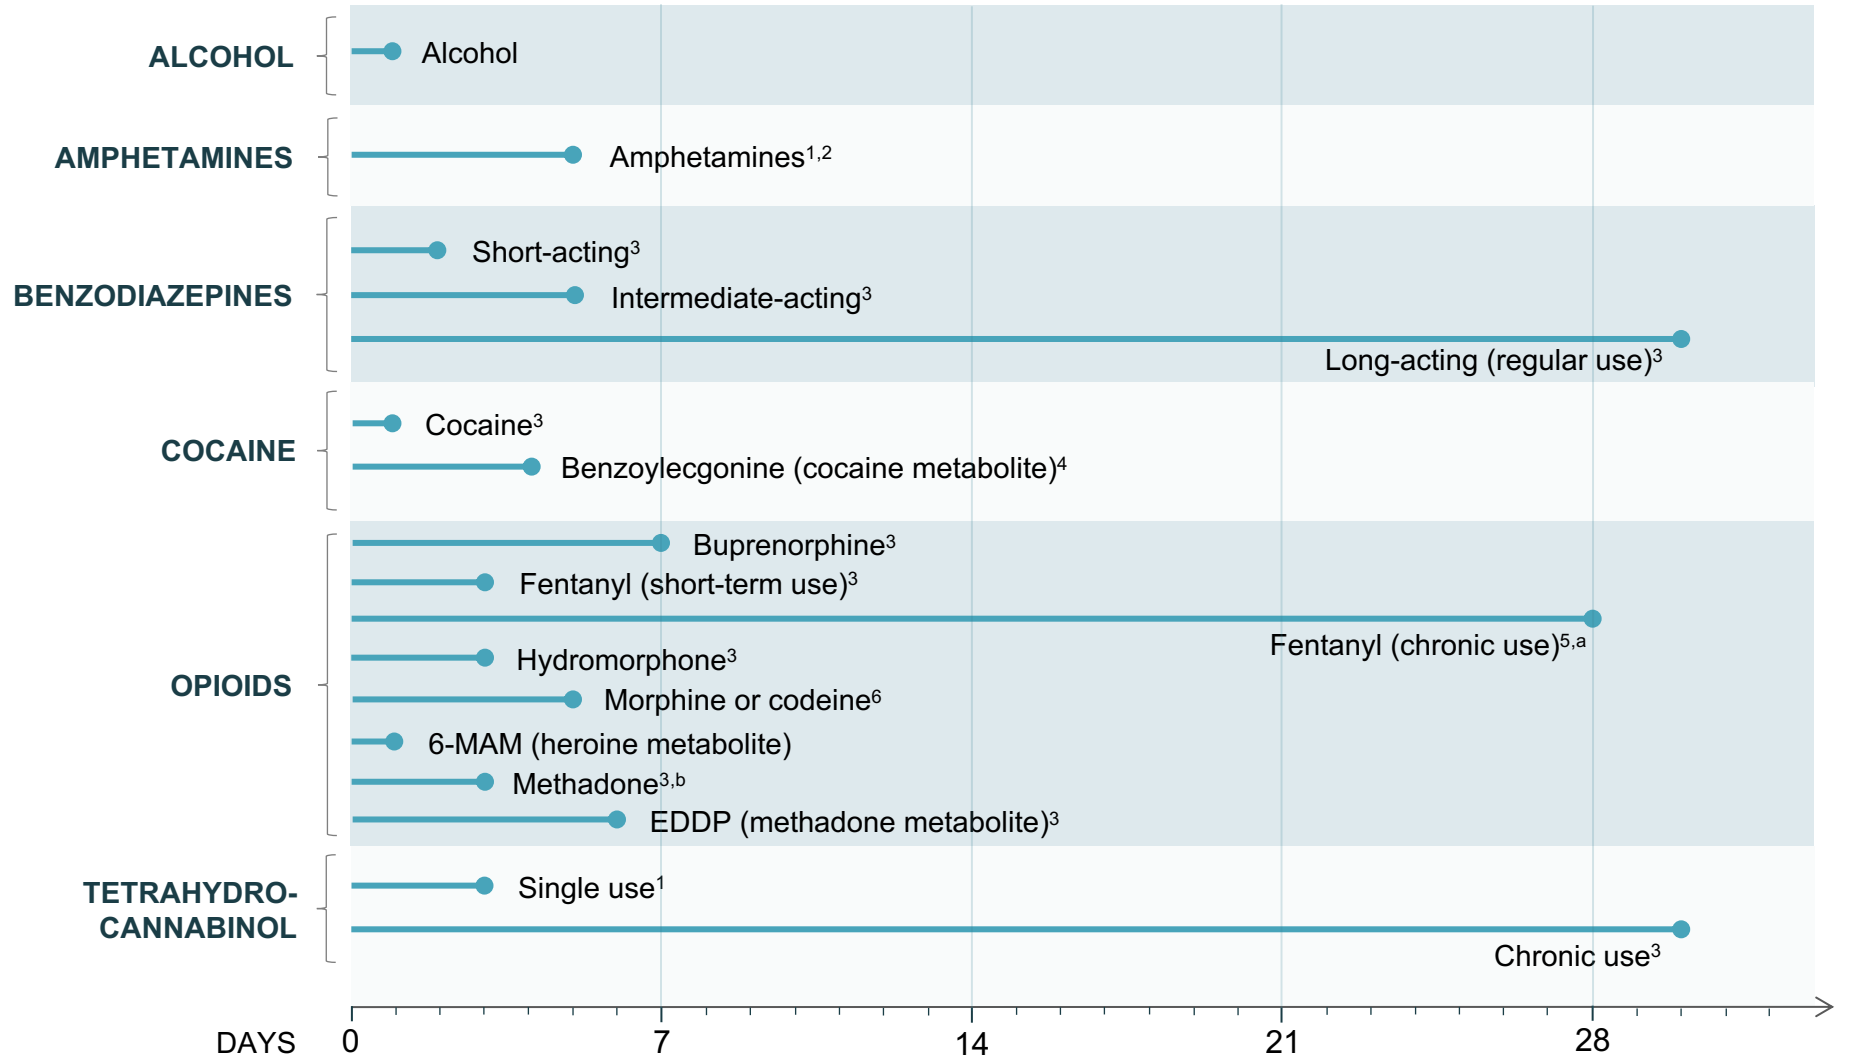 ALCOHOL
Alcohol
AMPHETAMINES
Amphetamines1,2
BENZODIAZEPINES
Short-acting3
Intermediate-acting3
Long-acting (regular use)3
COCAINE
Cocaine3
Benzoylecgonine (cocaine metabolite)4
OPIOIDS
Buprenorphine3
Fentanyl (short-term use)3
Fentanyl (chronic use)5,a
Hydromorphone3
Morphine or codeine6
6-MAM (heroine metabolite)
Methadone3,b
EDDP (methadone metabolite)3
TETRAHYDRO-
CANNABINOL
Single use1
Chronic use3
DAYS 0 7 14 21 28